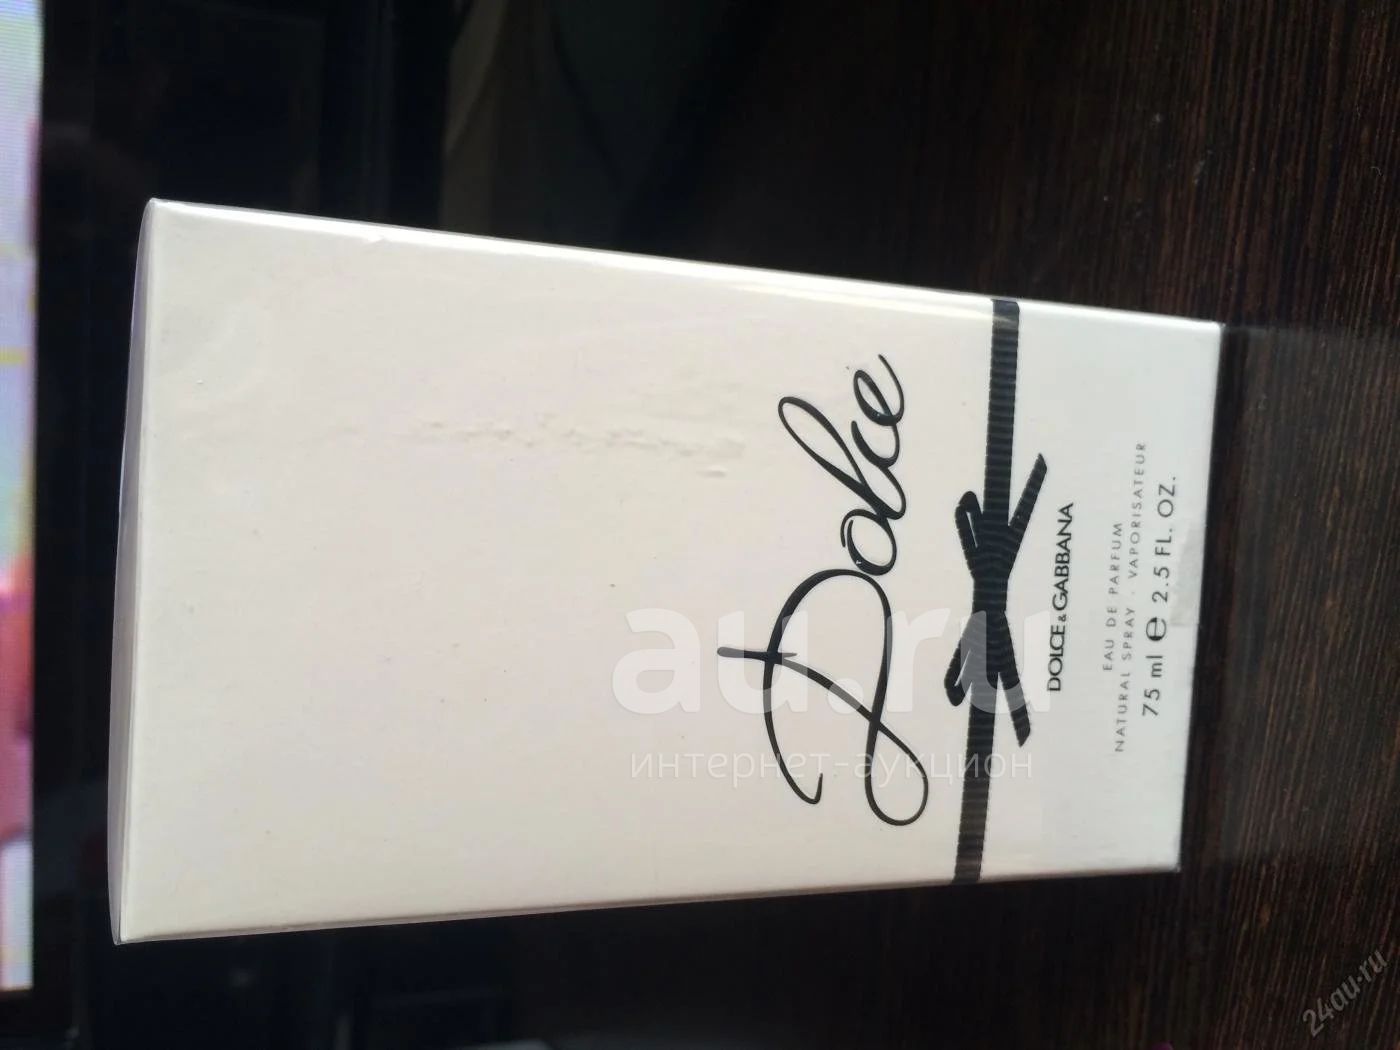 Dolce
DOLCE & GABBANA
EAU DE PARFUM
NATURAL SPRAY · VAPORISATEUR
75 ml e 2.5 FL. OZ.
au.ru
интернет-аукцион
24au.ru